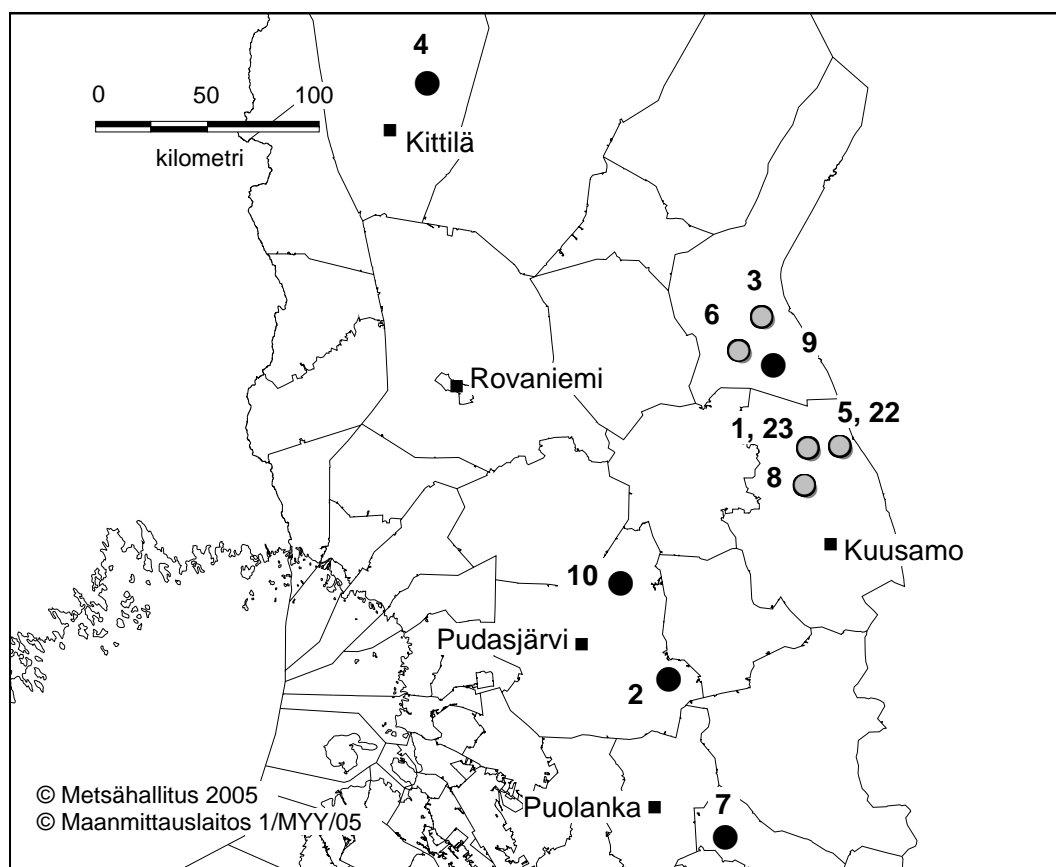 4
0 50 100
Kittilä
kilometri
3
6
9
Rovaniemi
5, 22
1, 23
8
Kuusamo
10
Pudasjärvi
2
© Metsähallitus 2005
Puolanka
7
© Maanmittauslaitos 1/MYY/05